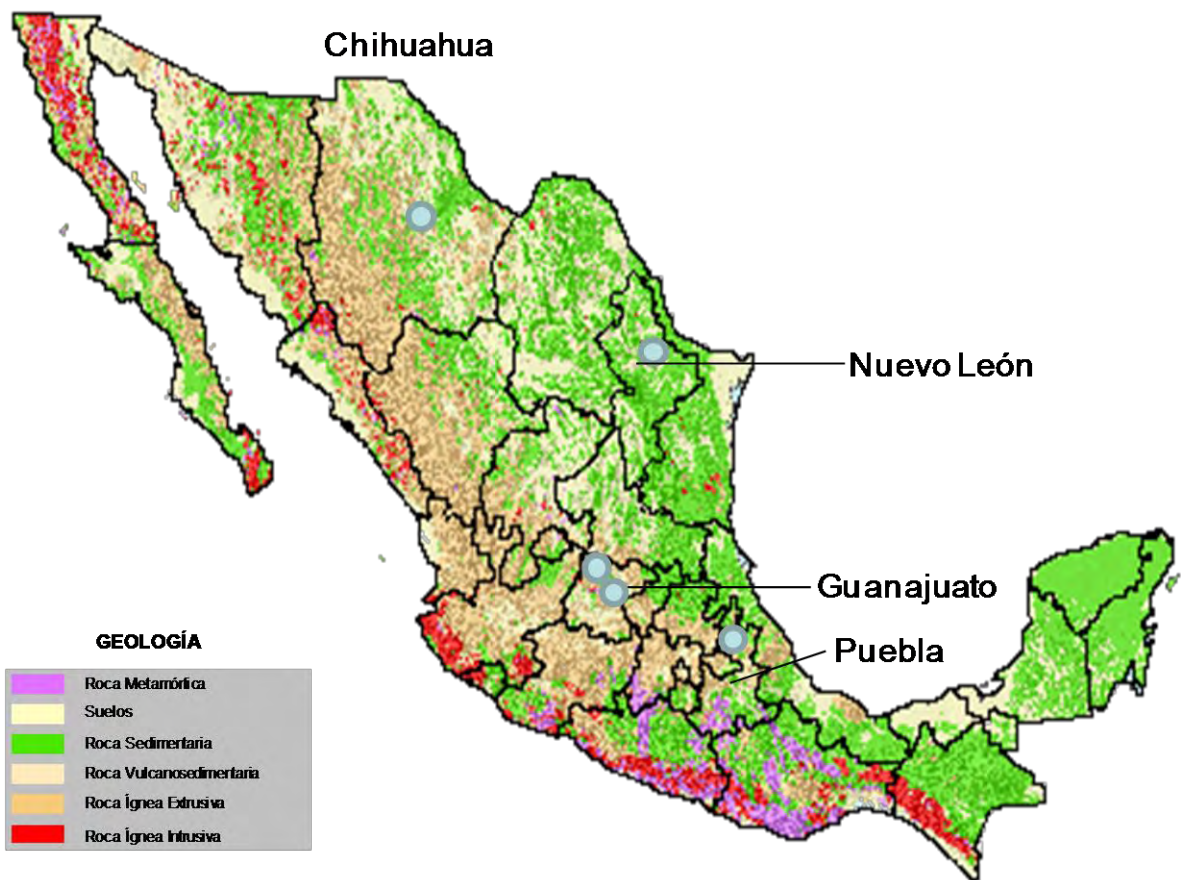 Chihuahua
Nuevo León
Guanajuato
Puebla
GEOLOGÍA
Roca Metamórfica
Suelos
Roca Sedimentaria
Roca Vulcanosedimentaria
Roca Ígnea Extrusiva
Roca Ígnea Intrusiva